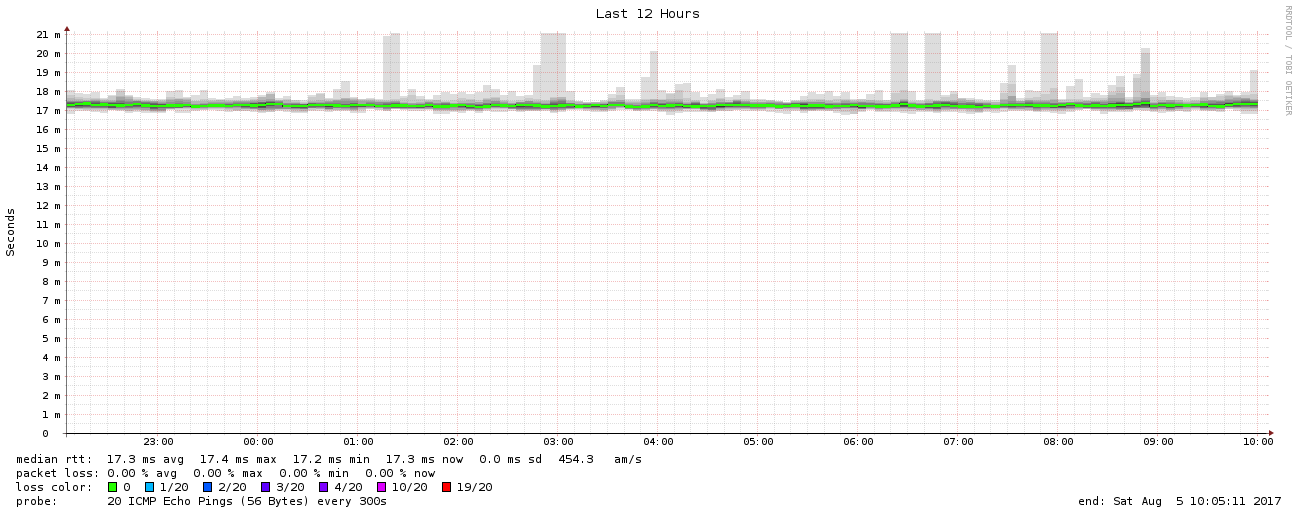 Last 12 Hours
RRDTOOL / TOBI OETIKER
Seconds
21 m
20 m
19 m
18 m
17 m
16 m
15 m
14 m
13 m
12 m
11 m
10 m
9 m
8 m
7 m
6 m
5 m
4 m
3 m
2 m
1 m
0
23:00 00:00 01:00 02:00 03:00 04:00 05:00 06:00 07:00 08:00 09:00 10:00
median rtt: 17.3 ms avg 17.4 ms max 17.2 ms min 17.3 ms now 0.0 ms sd 454.3 am/s
packet loss: 0.00 % avg 0.00 % max 0.00 % min 0.00 % now
loss color: 0 1/20 2/20 3/20 4/20 10/20 19/20
probe: 20 ICMP Echo Pings (56 Bytes) every 300s end: Sat Aug 5 10:05:11 2017